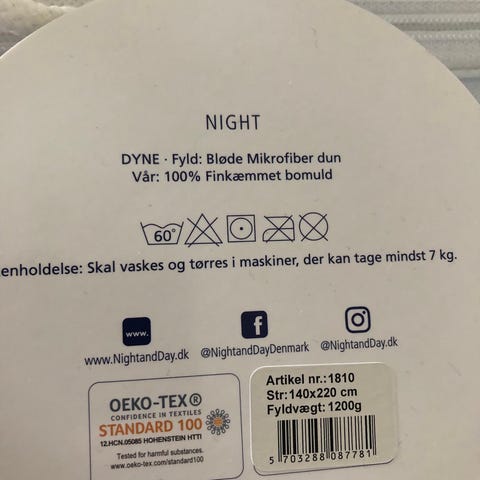 NIGHT
DYNE · Fyld: Bløde Mikrofiber dun
Vår: 100% Finkæmmet bomuld
60°
enholdelse: Skal vaskes og tørres i maskiner, der kan tage mindst 7 kg.
www.
www.NightandDay.dk
@NightandDayDenmark
@NightandDay.dk
OEKO-TEX®
CONFIDENCE IN TEXTILES
STANDARD 100
12.HCN.05085 HOHENSTEIN HTTI
Tested for harmful substances.
www.oeko-tex.com/standard100
Artikel nr.:1810
Str:140x220 cm
Fyldvægt:1200g
5 703288 087781